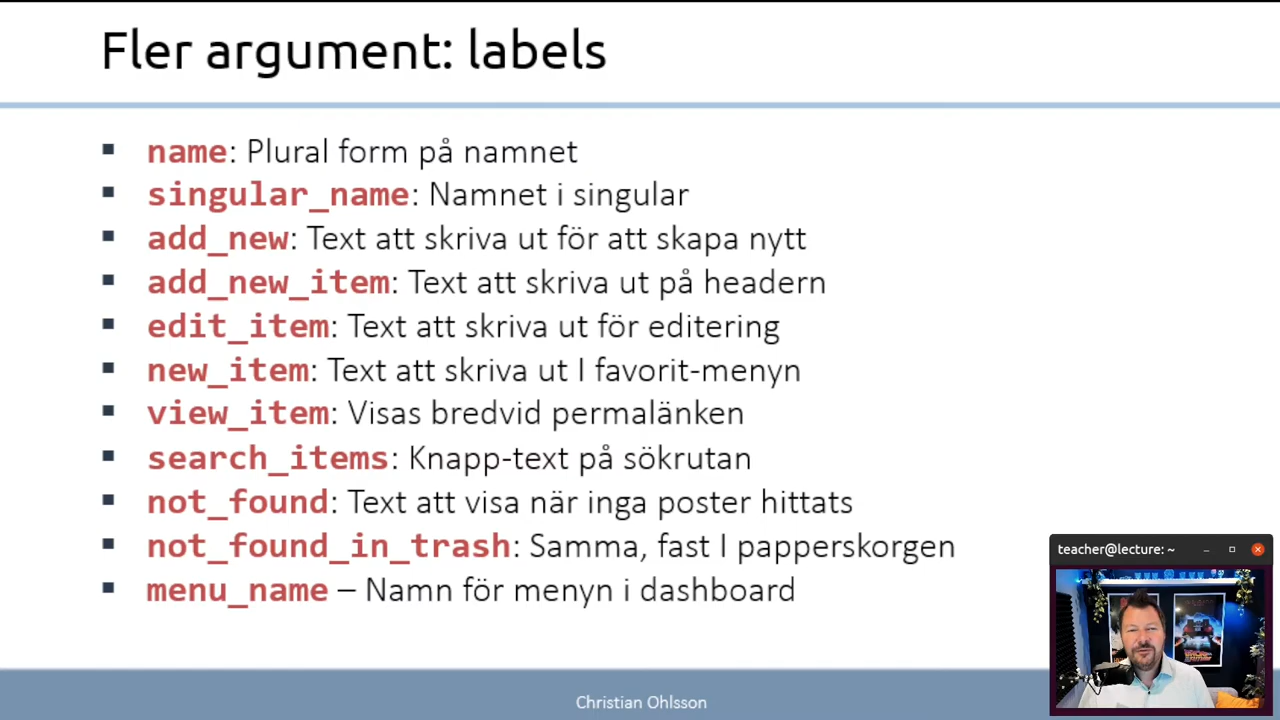 Fler argument: labels
▪ name: Plural form på namnet
▪ singular_name: Namnet i singular
▪ add_new: Text att skriva ut för att skapa nytt
▪ add_new_item: Text att skriva ut på headern
▪ edit_item: Text att skriva ut för editering
▪ new_item: Text att skriva ut I favorit-menyn
▪ view_item: Visas bredvid permalänken
▪ search_items: Knapp-text på sökrutan
▪ not_found: Text att visa när inga poster hittats
▪ not_found_in_trash: Samma, fast I papperskorgen
▪ menu_name – Namn för menyn i dashboard
teacher@lecture: ~
Christian Ohlsson